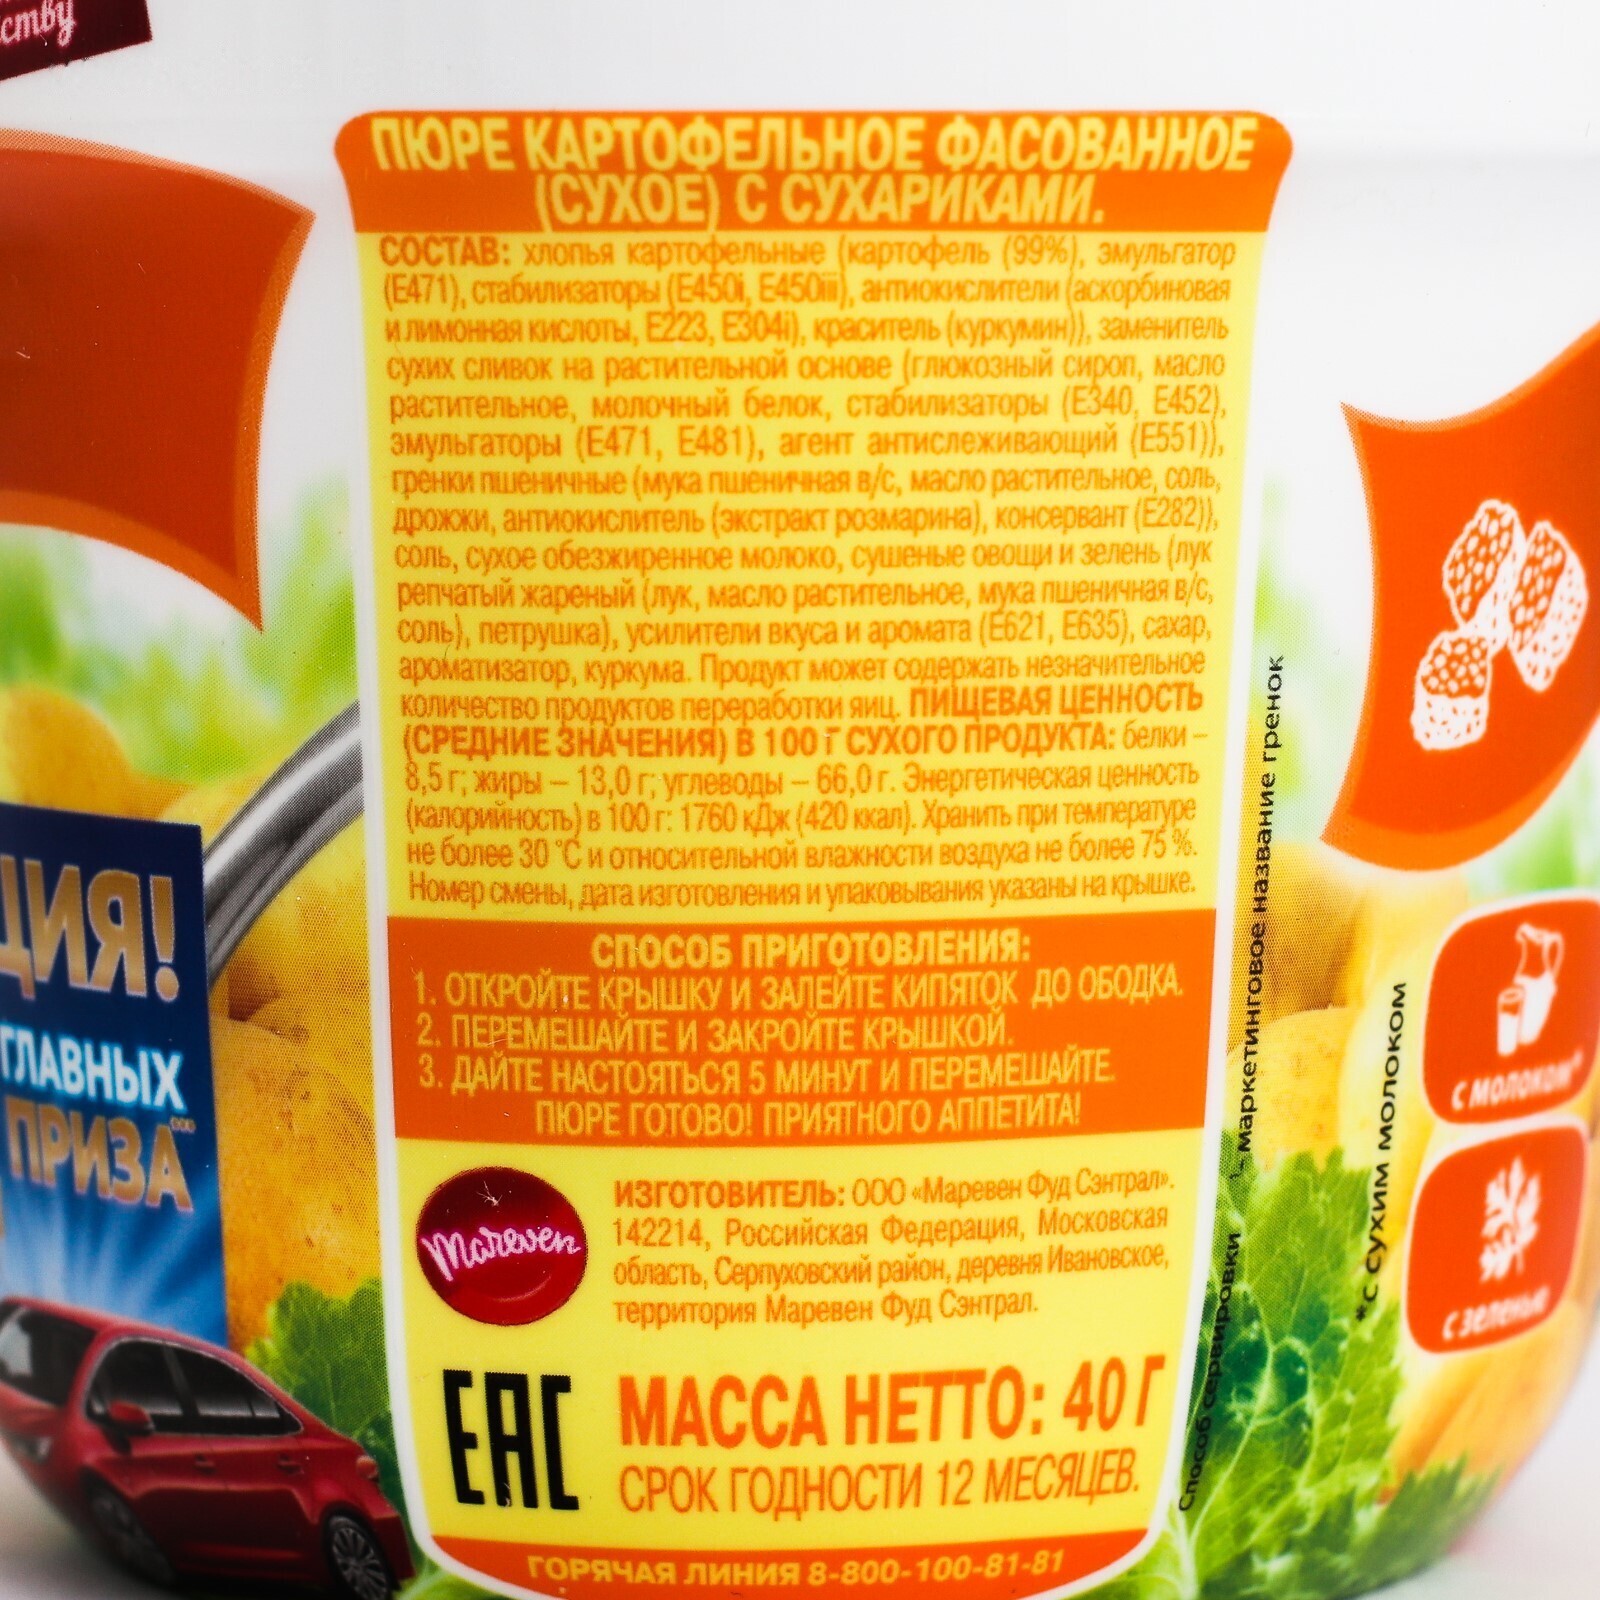 ству
ПЮРЕ КАРТОФЕЛЬНОЕ ФАСОВАННОЕ
(СУХОЕ) С СУХАРИКАМИ.
СОСТАВ: хлопья картофельные (картофель (99%), эмульгатор
(Е471), стабилизаторы (Е450i, Е450iii), антиокислители (аскорбиновая
и лимонная кислоты, Е223, Е304i), краситель (куркумин)), заменитель
сухих сливок на растительной основе (глюкозный сироп, масло
растительное, молочный белок, стабилизаторы (Е340, Е452),
эмульгаторы (Е471, Е481), агент антислеживающий (Е551)),
гренки пшеничные (мука пшеничная в/с, масло растительное, соль,
дрожжи, антиокислитель (экстракт розмарина), консервант (Е282)),
соль, сухое обезжиренное молоко, сушеные овощи и зелень (лук
репчатый жареный (лук, масло растительное, мука пшеничная в/с,
соль), петрушка), усилители вкуса и аромата (Е621, Е635), сахар,
ароматизатор, куркума. Продукт может содержать незначительное
количество продуктов переработки яиц. ПИЩЕВАЯ ЦЕННОСТЬ
(СРЕДНИЕ ЗНАЧЕНИЯ) В 100 г СУХОГО ПРОДУКТА: белки –
8,5 г; жиры – 13,0 г; углеводы – 66,0 г. Энергетическая ценность
(калорийность) в 100 г: 1760 кДж (420 ккал). Хранить при температуре
не более 30 °С и относительной влажности воздуха не более 75 %.
Номер смены, дата изготовления и упаковывания указаны на крышке.
СПОСОБ ПРИГОТОВЛЕНИЯ:
1. ОТКРОЙТЕ КРЫШКУ И ЗАЛЕЙТЕ КИПЯТОК ДО ОБОДКА.
2. ПЕРЕМЕШАЙТЕ И ЗАКРОЙТЕ КРЫШКОЙ.
3. ДАЙТЕ НАСТОЯТЬСЯ 5 МИНУТ И ПЕРЕМЕШАЙТЕ.
ПЮРЕ ГОТОВО! ПРИЯТНОГО АППЕТИТА!
Mareven
ИЗГОТОВИТЕЛЬ: ООО «Маревен Фуд Сэнтрал».
142214, Российская Федерация, Московская
область, Серпуховский район, деревня Ивановское,
территория Маревен Фуд Сэнтрал.
ЕАС
МАССА НЕТТО: 40 Г
СРОК ГОДНОСТИ 12 МЕСЯЦЕВ.
ГОРЯЧАЯ ЛИНИЯ 8-800-100-81-81
ЦИЯ!
ГЛАВНЫХ
ПРИЗА***
– маркетинговое название гренок
Способ сервировки
*с сухим молоком
с молоком*
с зеленью